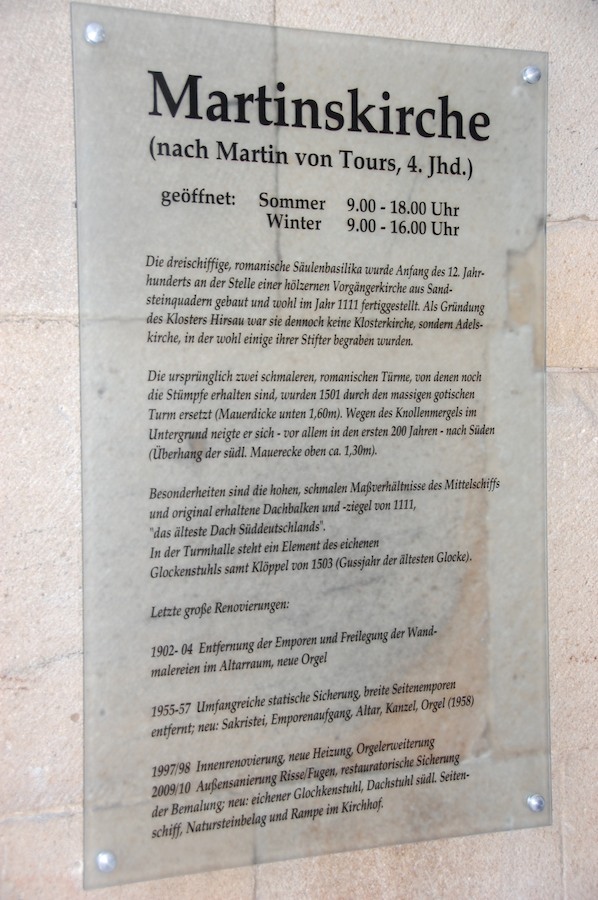 Martinskirche
(nach Martin von Tours, 4. Jhd.)
geöffnet: Sommer 9.00 - 18.00 Uhr
Winter 9.00 - 16.00 Uhr
Die dreischiffige, romanische Säulenbasilika wurde Anfang des 12. Jahr-
hunderts an der Stelle einer hölzernen Vorgängerkirche aus Sand-
steinquadern gebaut und wohl im Jahr 1111 fertiggestellt. Als Gründung
des Klosters Hirsau war sie dennoch keine Klosterkirche, sondern Adels-
kirche, in der wohl einige ihrer Stifter begraben wurden.
Die ursprünglich zwei schmaleren, romanischen Türme, von denen noch
die Stümpfe erhalten sind, wurden 1501 durch den massigen gotischen
Turm ersetzt (Mauerdicke unten 1,60m). Wegen des Knollenmergels im
Untergrund neigte er sich - vor allem in den ersten 200 Jahren - nach Süden
(Überhang der südl. Mauerecke oben ca. 1,30m).
Besonderheiten sind die hohen, schmalen Maßverhältnisse des Mittelschiffs
und original erhaltene Dachbalken und -ziegel von 1111,
"das älteste Dach Süddeutschlands".
In der Turmhalle steht ein Element des eichenen
Glockenstuhls samt Klöppel von 1503 (Gussjahr der ältesten Glocke).
Letzte große Renovierungen:
1902- 04 Entfernung der Emporen und Freilegung der Wand-
malereien im Altarraum, neue Orgel
1955-57 Umfangreiche statische Sicherung, breite Seitenemporen
entfernt; neu: Sakristei, Emporenaufgang, Altar, Kanzel, Orgel (1958)
1997/98 Innenrenovierung, neue Heizung, Orgelerweiterung
2009/10 Außensanierung Risse/Fugen, restauratorische Sicherung
der Bemalung; neu: eichener Glochkenstuhl, Dachstuhl südl. Seiten-
schiff, Natursteinbelag und Rampe im Kirchhof.